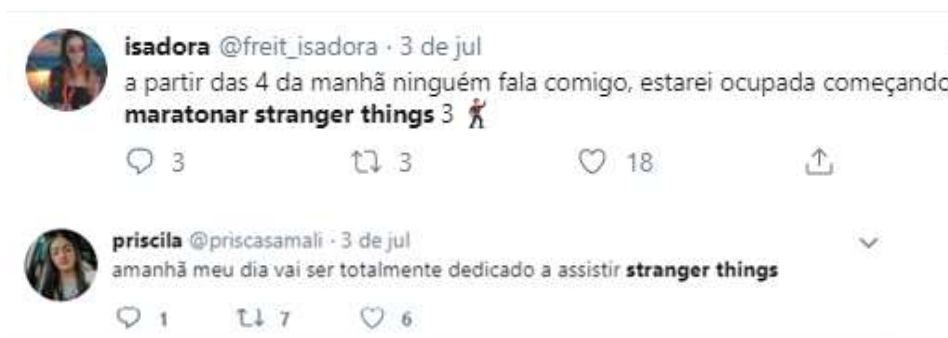 isadora @freit_isadora · 3 de jul
a partir das 4 da manhã ninguém fala comigo, estarei ocupada começando
maratonar stranger things 3 💃
3 3 18
priscila @priscasamali · 3 de jul
amanhã meu dia vai ser totalmente dedicado a assistir stranger things
1 7 6